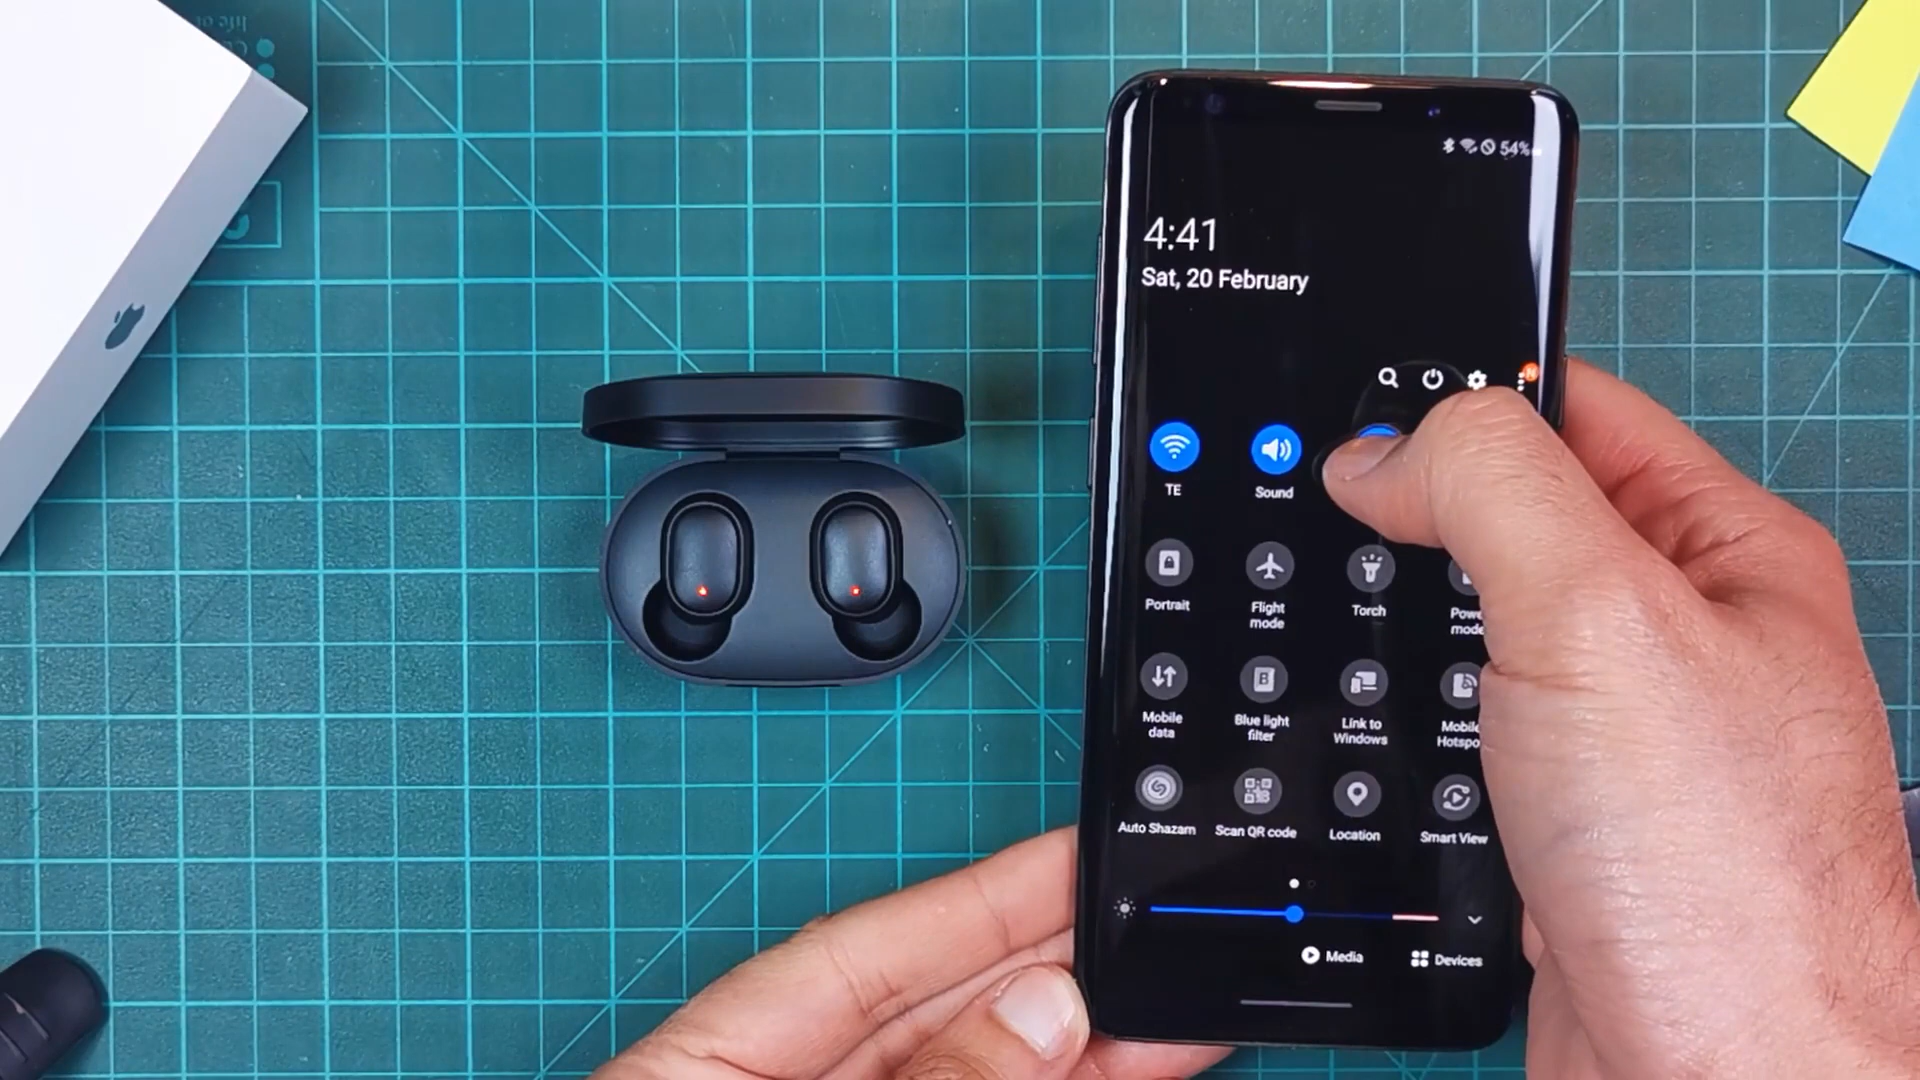 54%
4:41
Sat, 20 February
N
TE
Sound
Portrait
Flight
mode
Torch
Mobile
data
Blue light
filter
Link to
Windows
Mobile
Auto Shazam
Scan QR code
Location
Smart View
Media
Devices